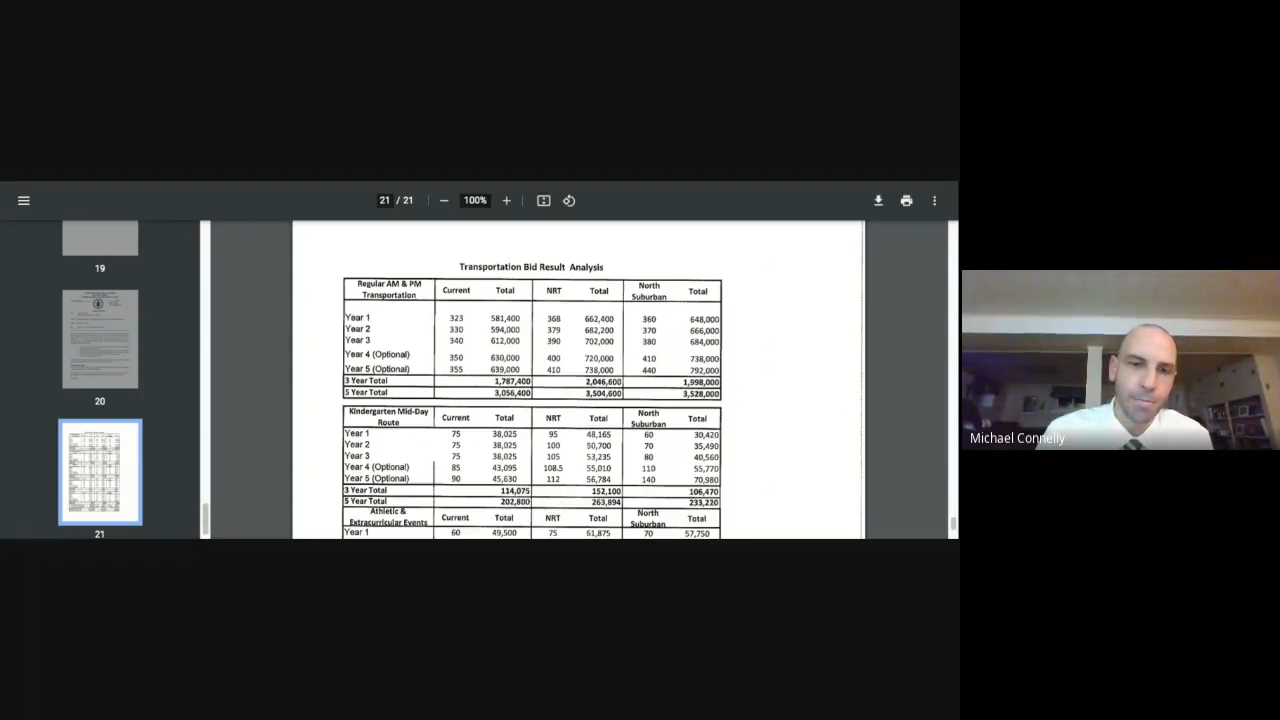 21 / 21
100%
19
20
21
Transportation Bid Result Analysis
Regular AM & PM Transportation Current Total NRT Total North Suburban Total
Year 1 323 581,400 368 662,400 360 648,000
Year 2 330 594,000 379 682,200 370 666,000
Year 3 340 612,000 390 702,000 380 684,000
Year 4 (Optional) 350 630,000 400 720,000 410 738,000
Year 5 (Optional) 355 639,000 410 738,000 440 792,000
3 Year Total 1,787,400 2,046,600 1,998,000
5 Year Total 3,056,400 3,504,600 3,528,000
Kindergarten Mid-Day Route Current Total NRT Total North Suburban Total
Year 1 75 38,025 95 48,165 60 30,420
Year 2 75 38,025 100 50,700 70 35,490
Year 3 75 38,025 105 53,235 80 40,560
Year 4 (Optional) 85 43,095 108.5 55,010 110 55,770
Year 5 (Optional) 90 45,630 112 56,784 140 70,980
3 Year Total 114,075 152,100 106,470
5 Year Total 202,800 263,894 233,220
Athletic & Extracurricular Events Current Total NRT Total North Suburban Total
Year 1 60 49,500 75 61,875 70 57,750
Michael Connelly